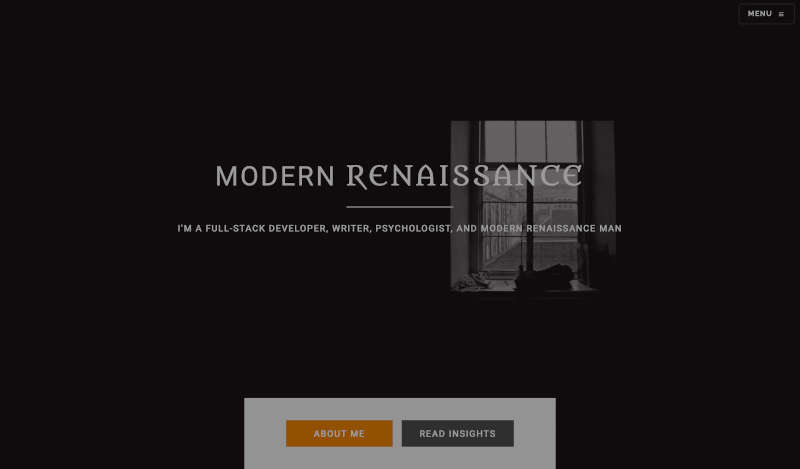 MENU
MODERN RENAISSANCE
I'M A FULL-STACK DEVELOPER, WRITER, PSYCHOLOGIST, AND MODERN RENAISSANCE MAN
ABOUT ME
READ INSIGHTS